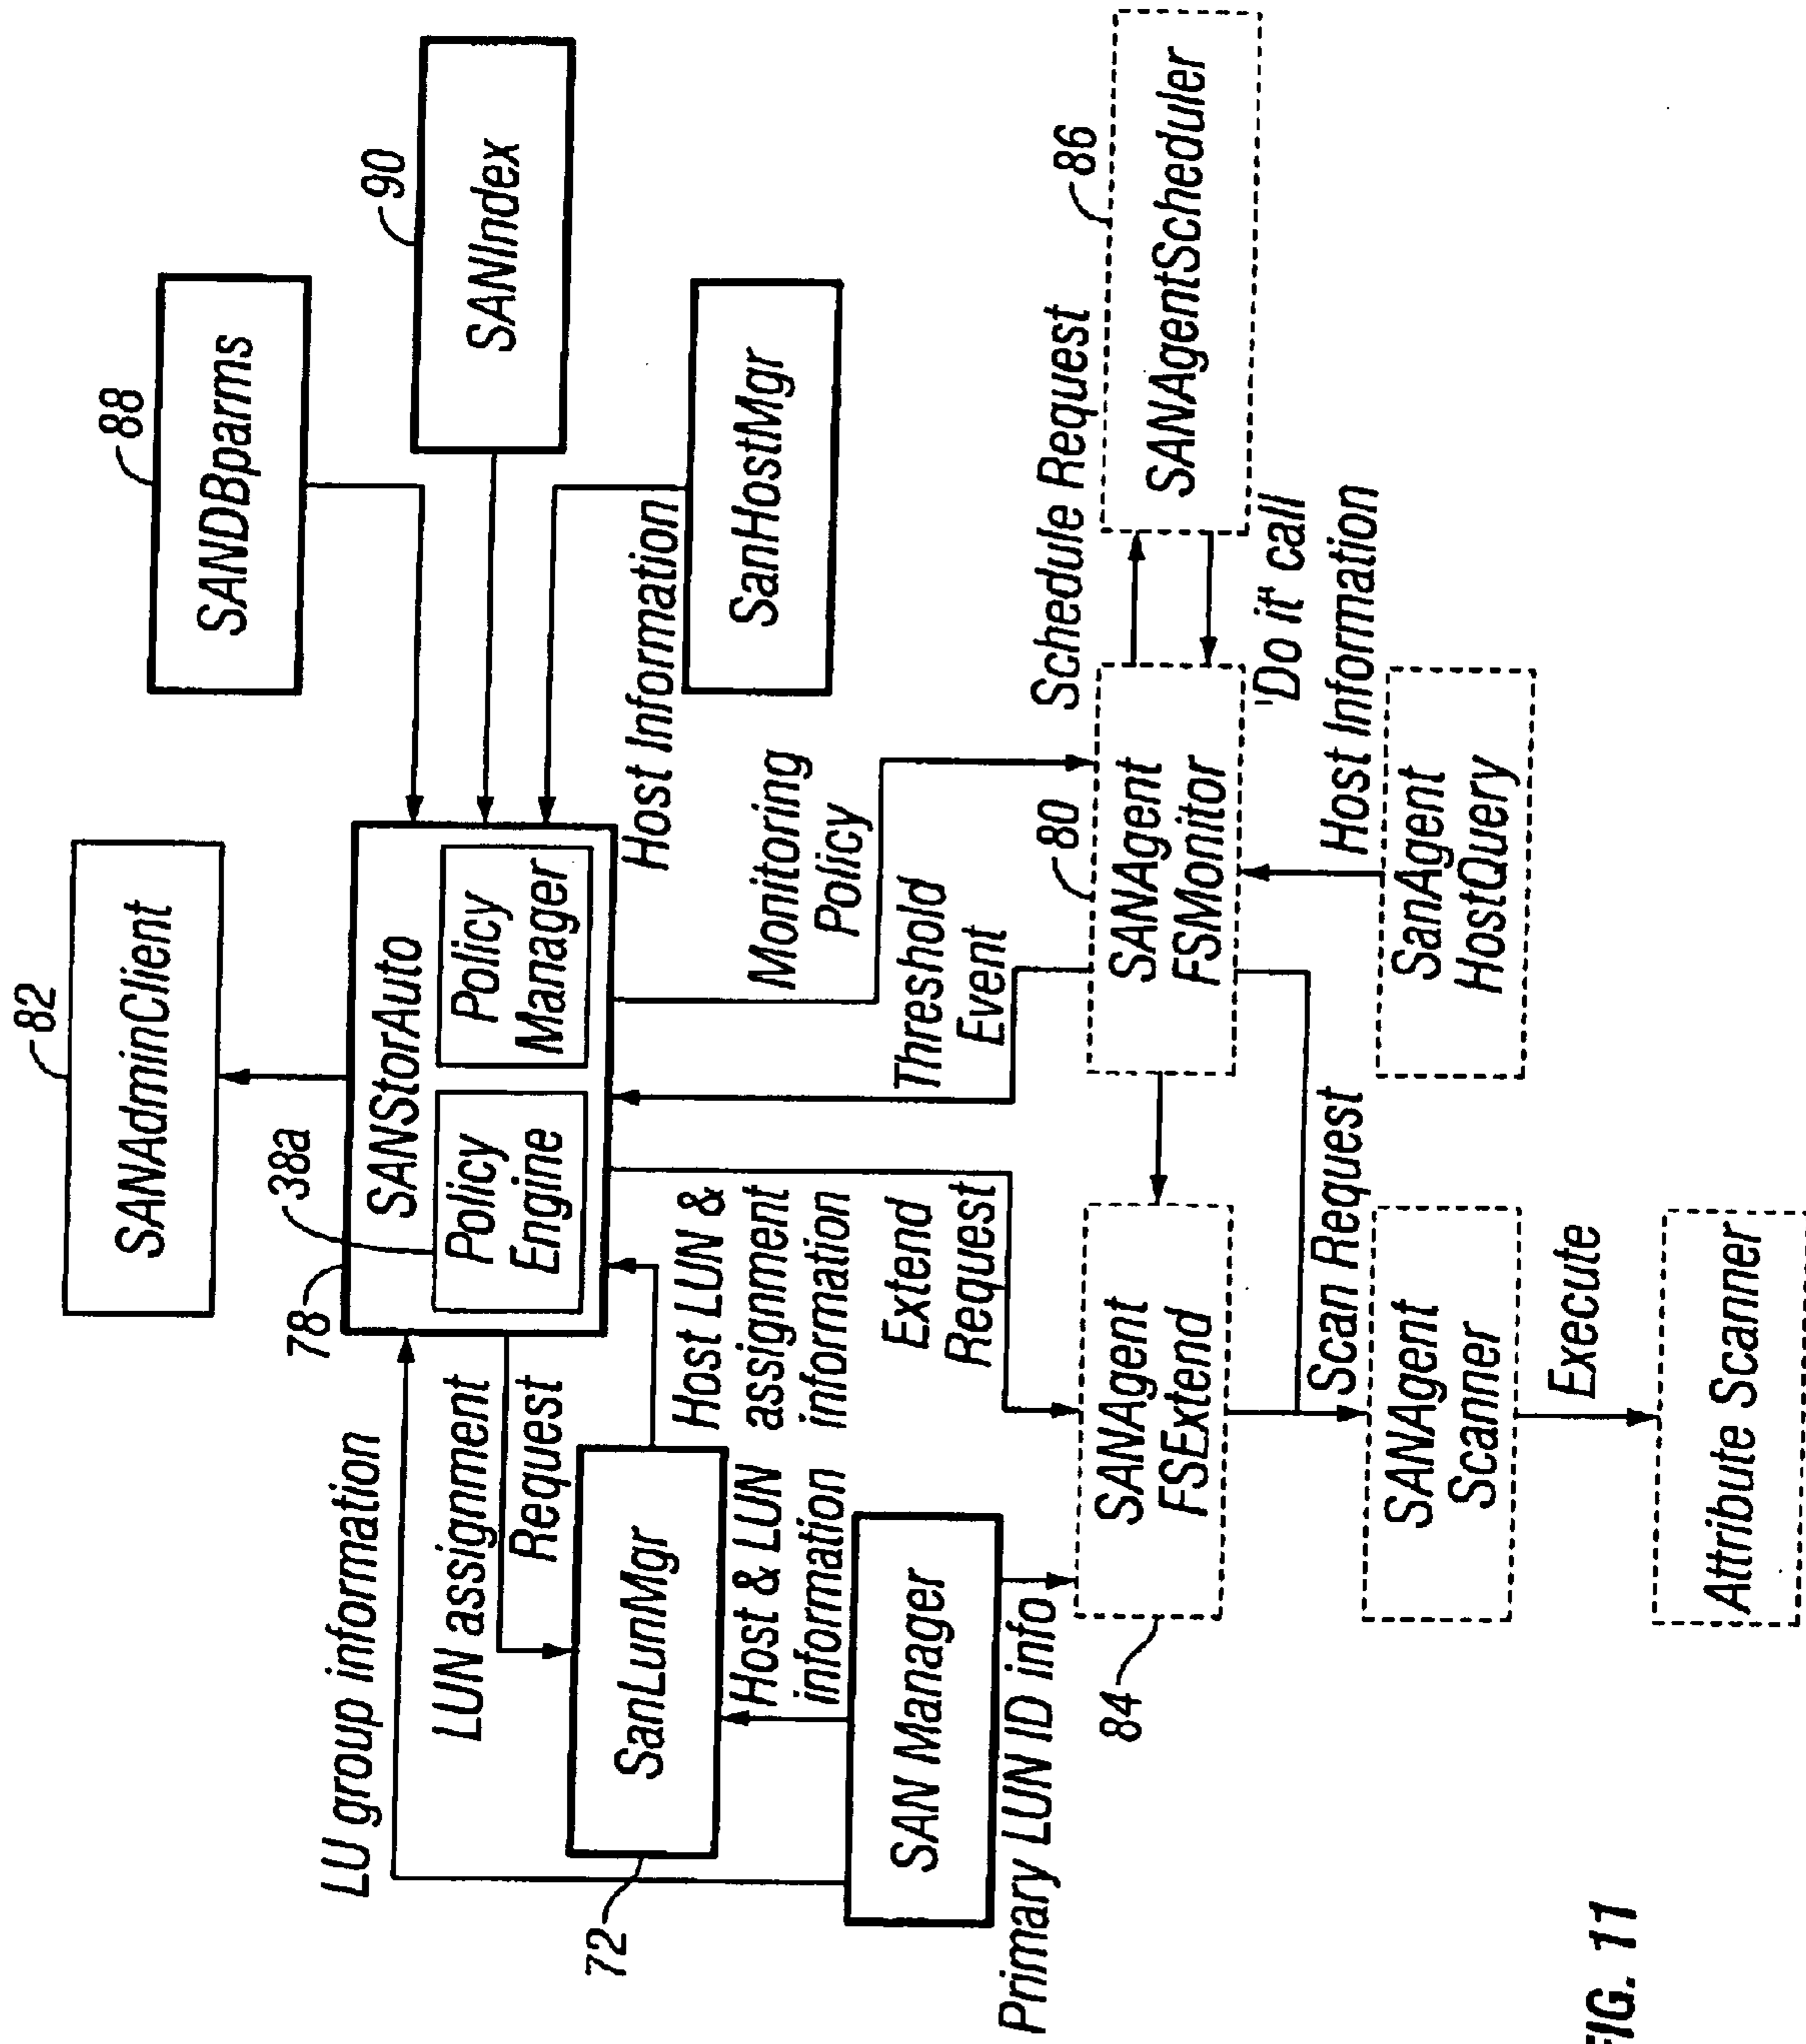 82
SANAdminClient
88
SANDBparms
90
SANIndex
78
38a
SANStorAuto
Policy
Engine
Policy
Manager
LU group information
LUN assignment
Request
Host Information
SanHostMgr
72
SanLunMgr
Host LUN &
assignment
information
Host & LUN
information
SAN Manager
Primary LUN ID info
Extend
Request
Threshold
Event
Monitoring
Policy
80
Schedule Request
86
84
SANAgent
FSExtend
SANAgent
FSMonitor
SANAgentScheduler
'Do it' call
Host Information
Scan Request
SANAgent
Scanner
SanAgent
HostQuery
Execute
Attribute Scanner
FIG. 11